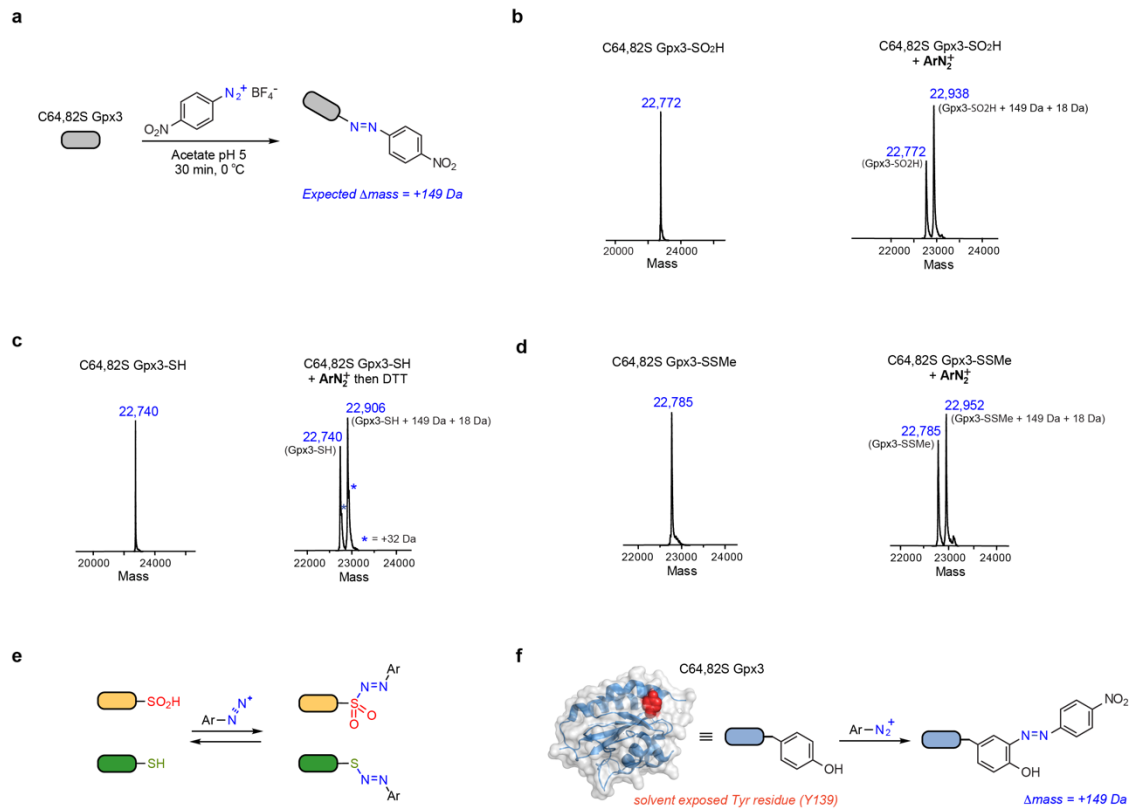 a
C64,82S Gpx3
N2+ BF4-
NO2
Acetate pH 5
30 min, 0 °C
N=N
NO2
Expected Δmass = +149 Da
b
C64,82S Gpx3-SO2H
22,772
20000 24000
Mass
C64,82S Gpx3-SO2H
+ ArN2+
22,938
(Gpx3-SO2H + 149 Da + 18 Da)
22,772
(Gpx3-SO2H)
22000 23000 24000
Mass
c
C64,82S Gpx3-SH
22,740
20000 24000
Mass
C64,82S Gpx3-SH
+ ArN2+ then DTT
22,906
(Gpx3-SH + 149 Da + 18 Da)
22,740
(Gpx3-SH)
*
*
* = +32 Da
22000 23000 24000
Mass
d
C64,82S Gpx3-SSMe
22,785
22000 23000 24000
Mass
C64,82S Gpx3-SSMe
+ ArN2+
22,952
(Gpx3-SSMe + 149 Da + 18 Da)
22,785
(Gpx3-SSMe)
22000 23000 24000
Mass
e
SO2H
SH
Ar-N≡N+
Ar
N=N
S
O O
Ar
S N=N
f
C64,82S Gpx3
≡
OH
solvent exposed Tyr residue (Y139)
Ar-N2+
NO2
N=N
OH
Δmass = +149 Da